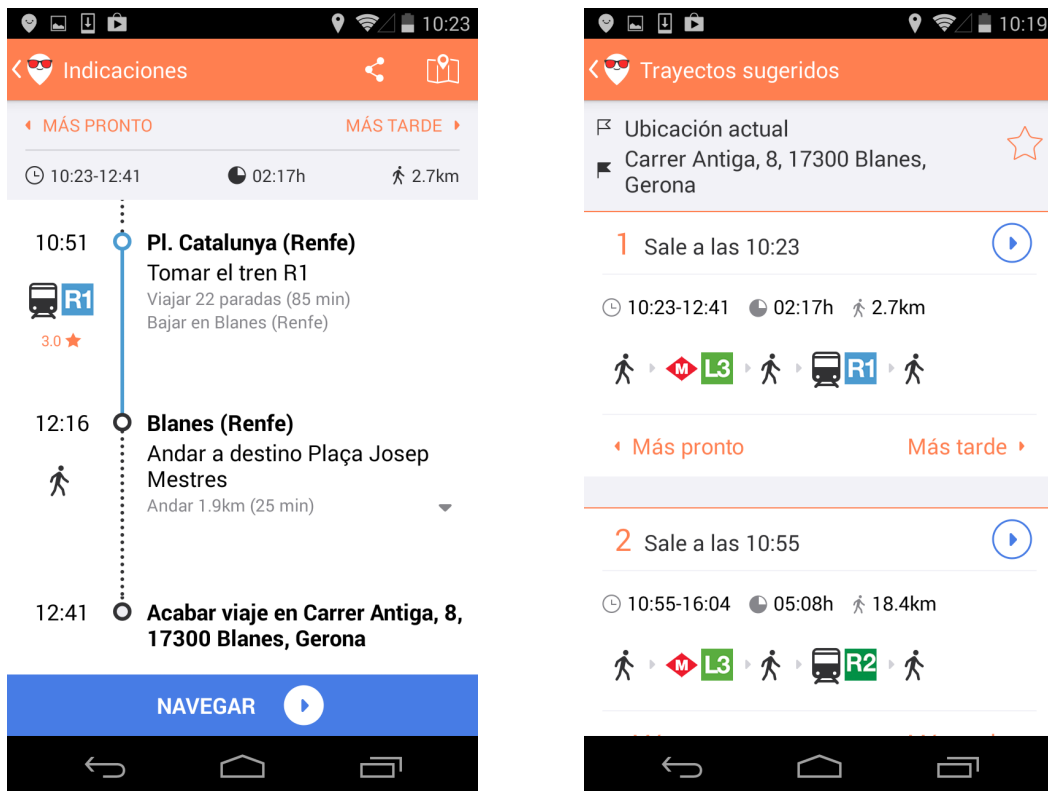 10:23
Indicaciones
MÁS PRONTO MÁS TARDE
10:23-12:41 02:17h 2.7km
10:51 Pl. Catalunya (Renfe)
Tomar el tren R1
R1 Viajar 22 paradas (85 min)
Bajar en Blanes (Renfe)
3.0
12:16 Blanes (Renfe)
Andar a destino Plaça Josep
Mestres
Andar 1.9km (25 min)
12:41 Acabar viaje en Carrer Antiga, 8,
17300 Blanes, Gerona
NAVEGAR
10:19
Trayectos sugeridos
Ubicación actual
Carrer Antiga, 8, 17300 Blanes,
Gerona
1 Sale a las 10:23
10:23-12:41 02:17h 2.7km
M L3 R1
Más pronto Más tarde
2 Sale a las 10:55
10:55-16:04 05:08h 18.4km
M L3 R2